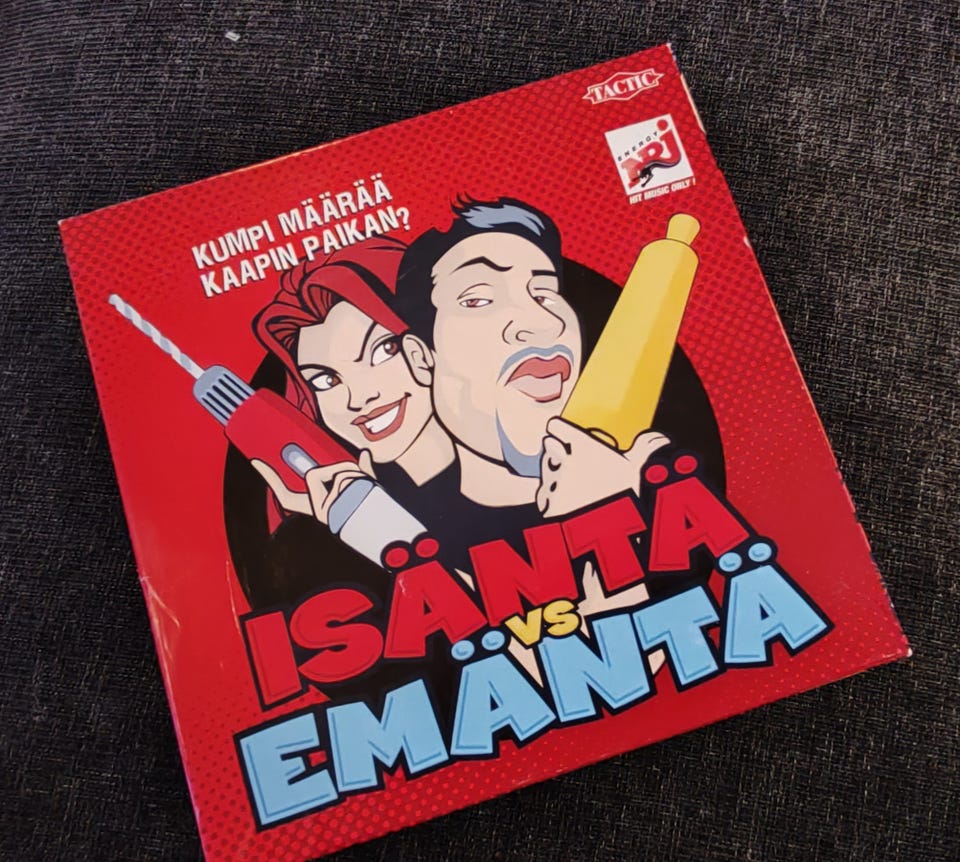 TACTIC
ENERGY
NRJ
HIT MUSIC ONLY!
KUMPI MÄÄRÄÄ
KAAPIN PAIKAN?
ISÄNTÄ
VS
EMÄNTÄ